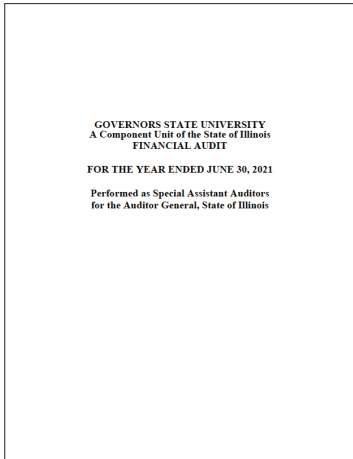 GOVERNORS STATE UNIVERSITY
A Component Unit of the State of Illinois
FINANCIAL AUDIT
FOR THE YEAR ENDED JUNE 30, 2021
Performed as Special Assistant Auditors
for the Auditor General, State of Illinois